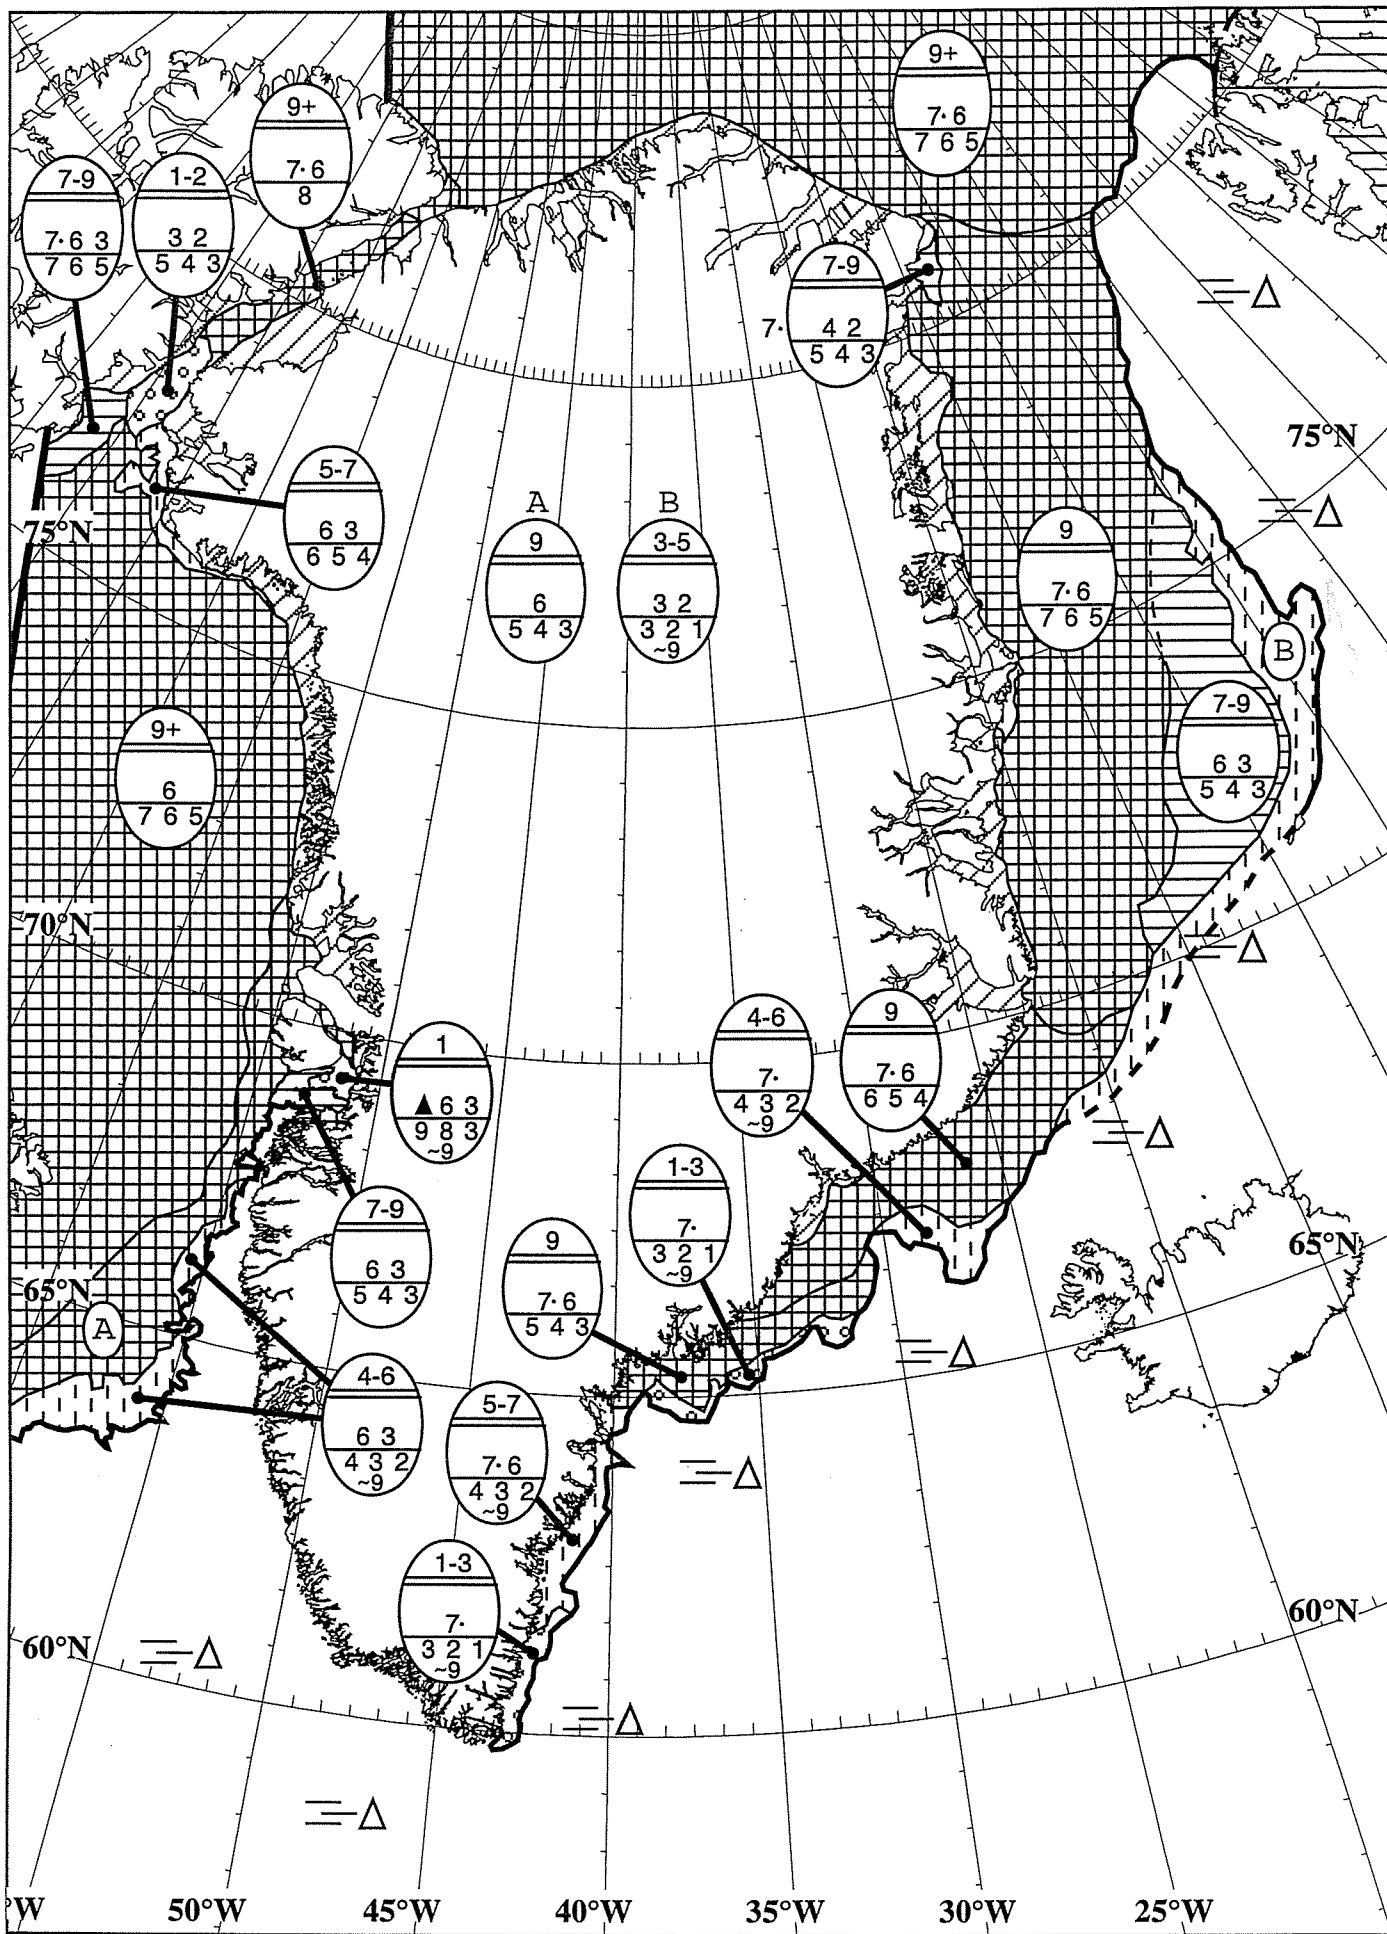 9+
7· 6
7 6 5
9+
7· 6
8
7-9
7· 6 3
7 6 5
1-2
3 2
5 4 3
7-9
7· 4 2
5 4 3
75°N
5-7
6 3
6 5 4
75°N
A
9
6
5 4 3
B
3-5
3 2
3 2 1
~9
9
7· 6
7 6 5
B
7-9
6 3
5 4 3
9+
6
7 6 5
70°N
4-6
7·
4 3 2
~9
9
7· 6
6 5 4
1
▲ 6 3
9 8 3
~9
1-3
7·
3 2 1
~9
7-9
6 3
5 4 3
9
7· 6
5 4 3
65°N
65°N
A
4-6
6 3
4 3 2
~9
5-7
7· 6
4 3 2
~9
1-3
7·
3 2 1
~9
60°N
60°N
°W
50°W
45°W
40°W
35°W
30°W
25°W